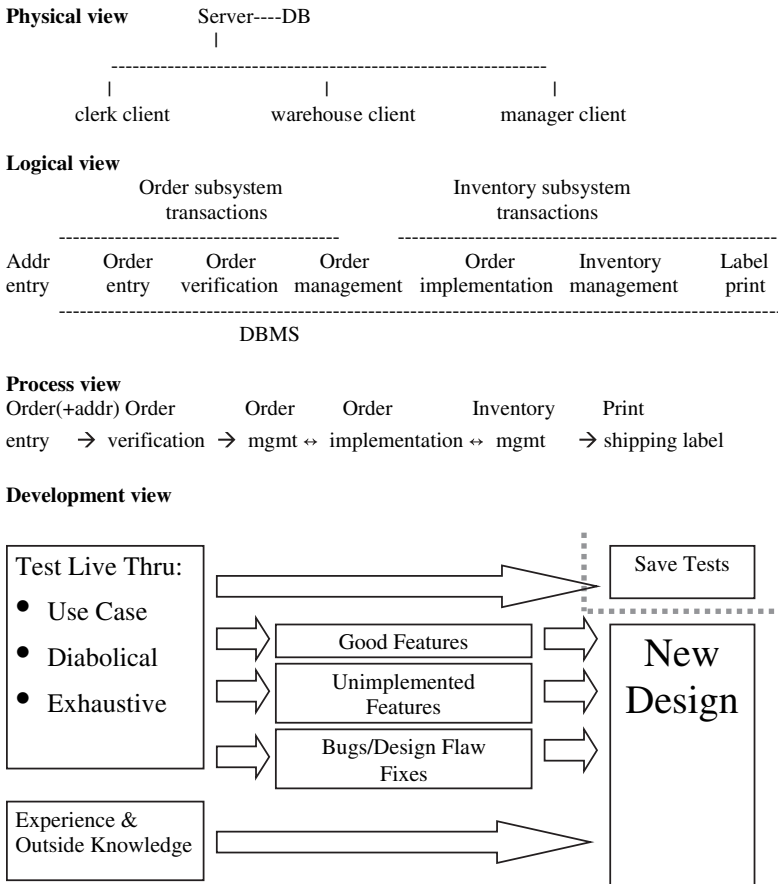 Physical view Server----DB
|
--------------------------------------------------------------
| | |
clerk client warehouse client manager client
Logical view
Order subsystem Inventory subsystem
transactions transactions
---------------------------------------- ------------------------------------------------------
Addr Order Order Order Order Inventory Label
entry entry verification management implementation management print
-------------------------------------------------------------------------------------------------------
DBMS
Process view
Order(+addr) Order Order Order Inventory Print
entry → verification → mgmt ↔ implementation ↔ mgmt → shipping label
Development view
Test Live Thru:
• Use Case
• Diabolical
• Exhaustive
Save Tests
Good Features
Unimplemented
Features
Bugs/Design Flaw
Fixes
New
Design
Experience &
Outside Knowledge